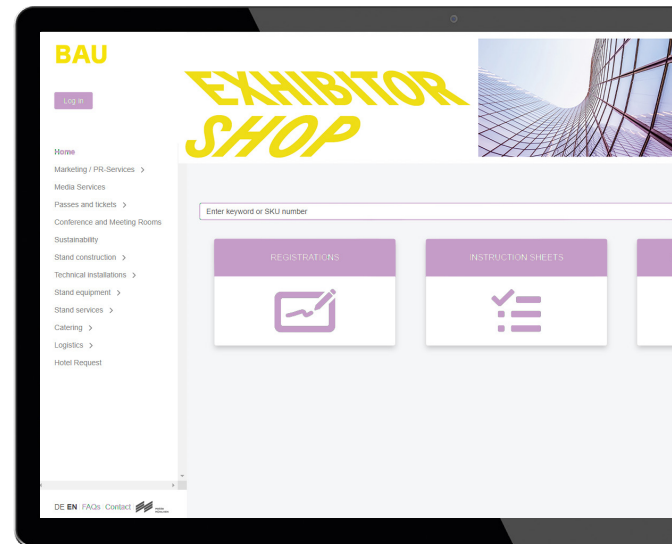 BAU
EXHIBITOR
SHOP
Log in
Home
Marketing / PR-Services
Media Services
Passes and tickets
Conference and Meeting Rooms
Sustainability
Stand construction
Technical installations
Stand equipment
Stand services
Catering
Logistics
Hotel Request
Enter keyword or SKU number
REGISTRATIONS
INSTRUCTION SHEETS
DE EN FAQs Contact